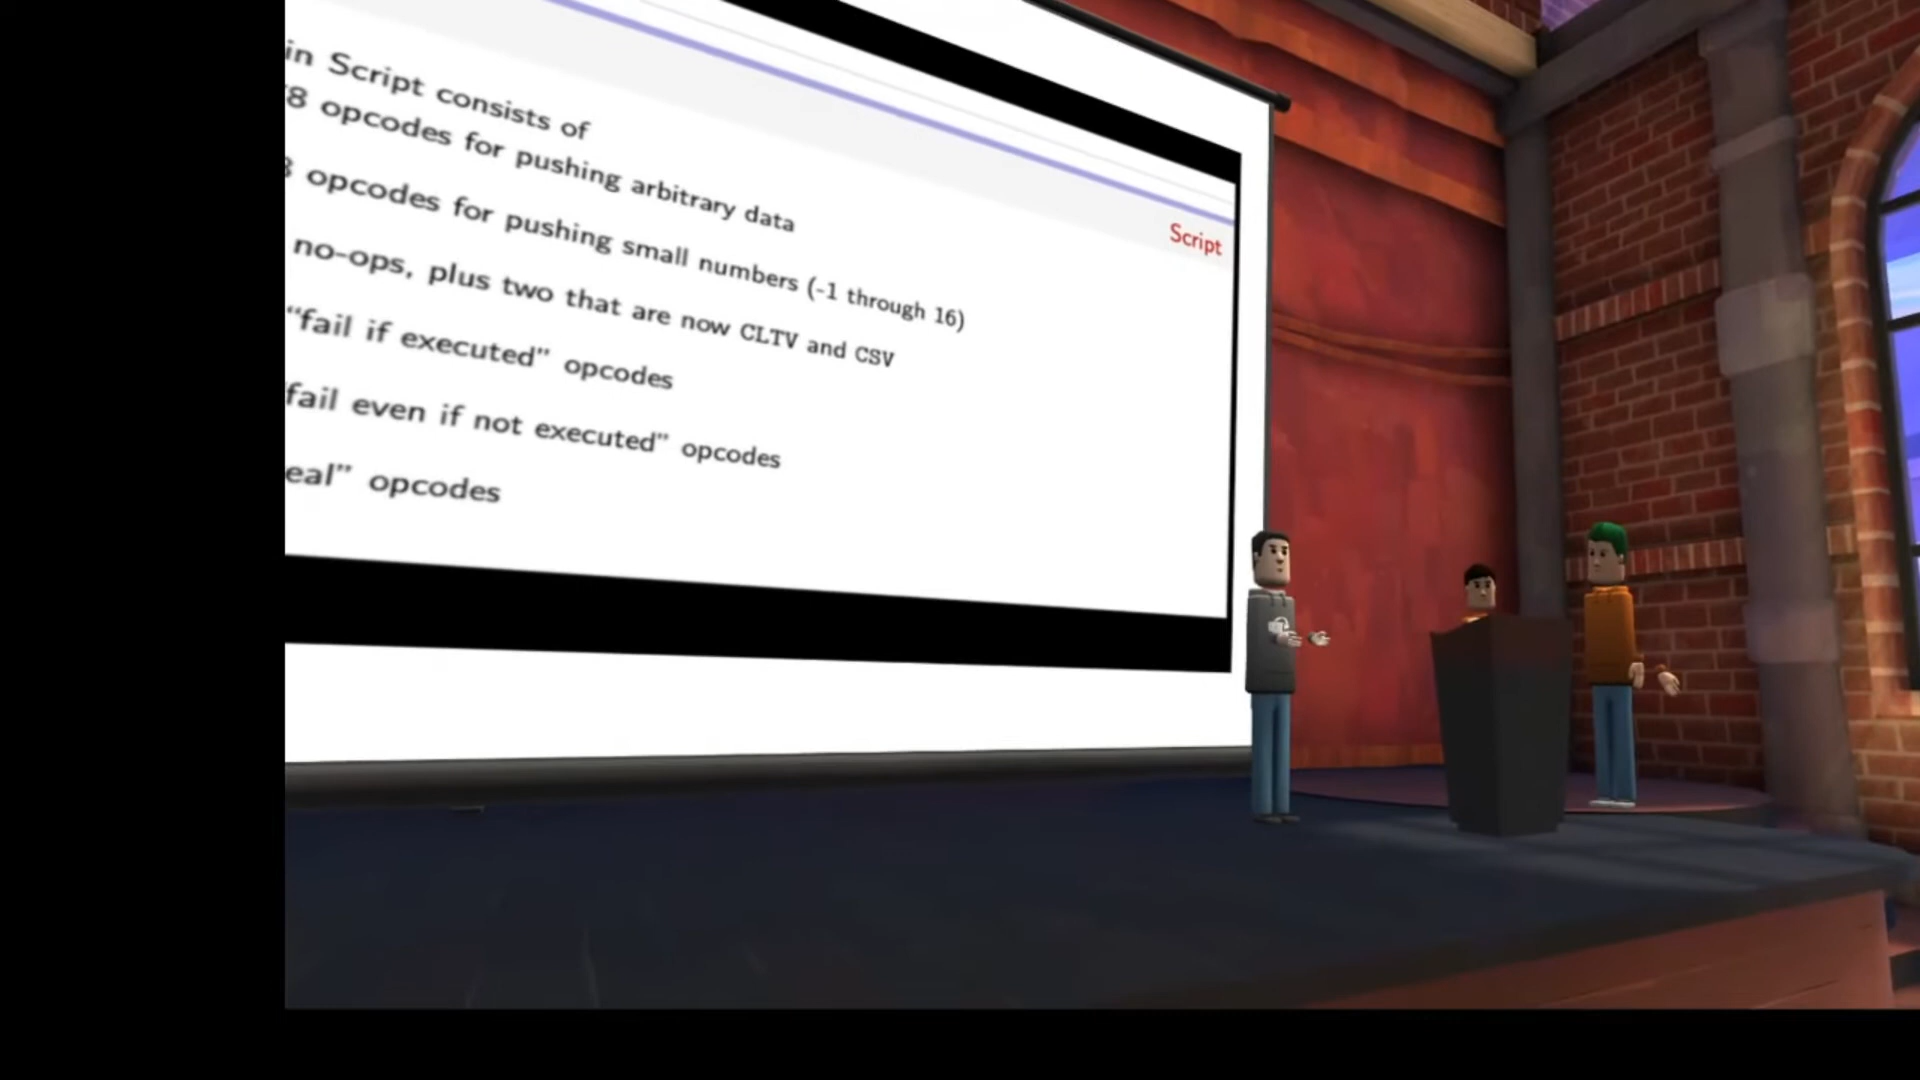 in Script consists of
8 opcodes for pushing arbitrary data
opcodes for pushing small numbers (-1 through 16)
no-ops, plus two that are now CLTV and CSV
"fail if executed" opcodes
"fail even if not executed" opcodes
eal" opcodes
Script